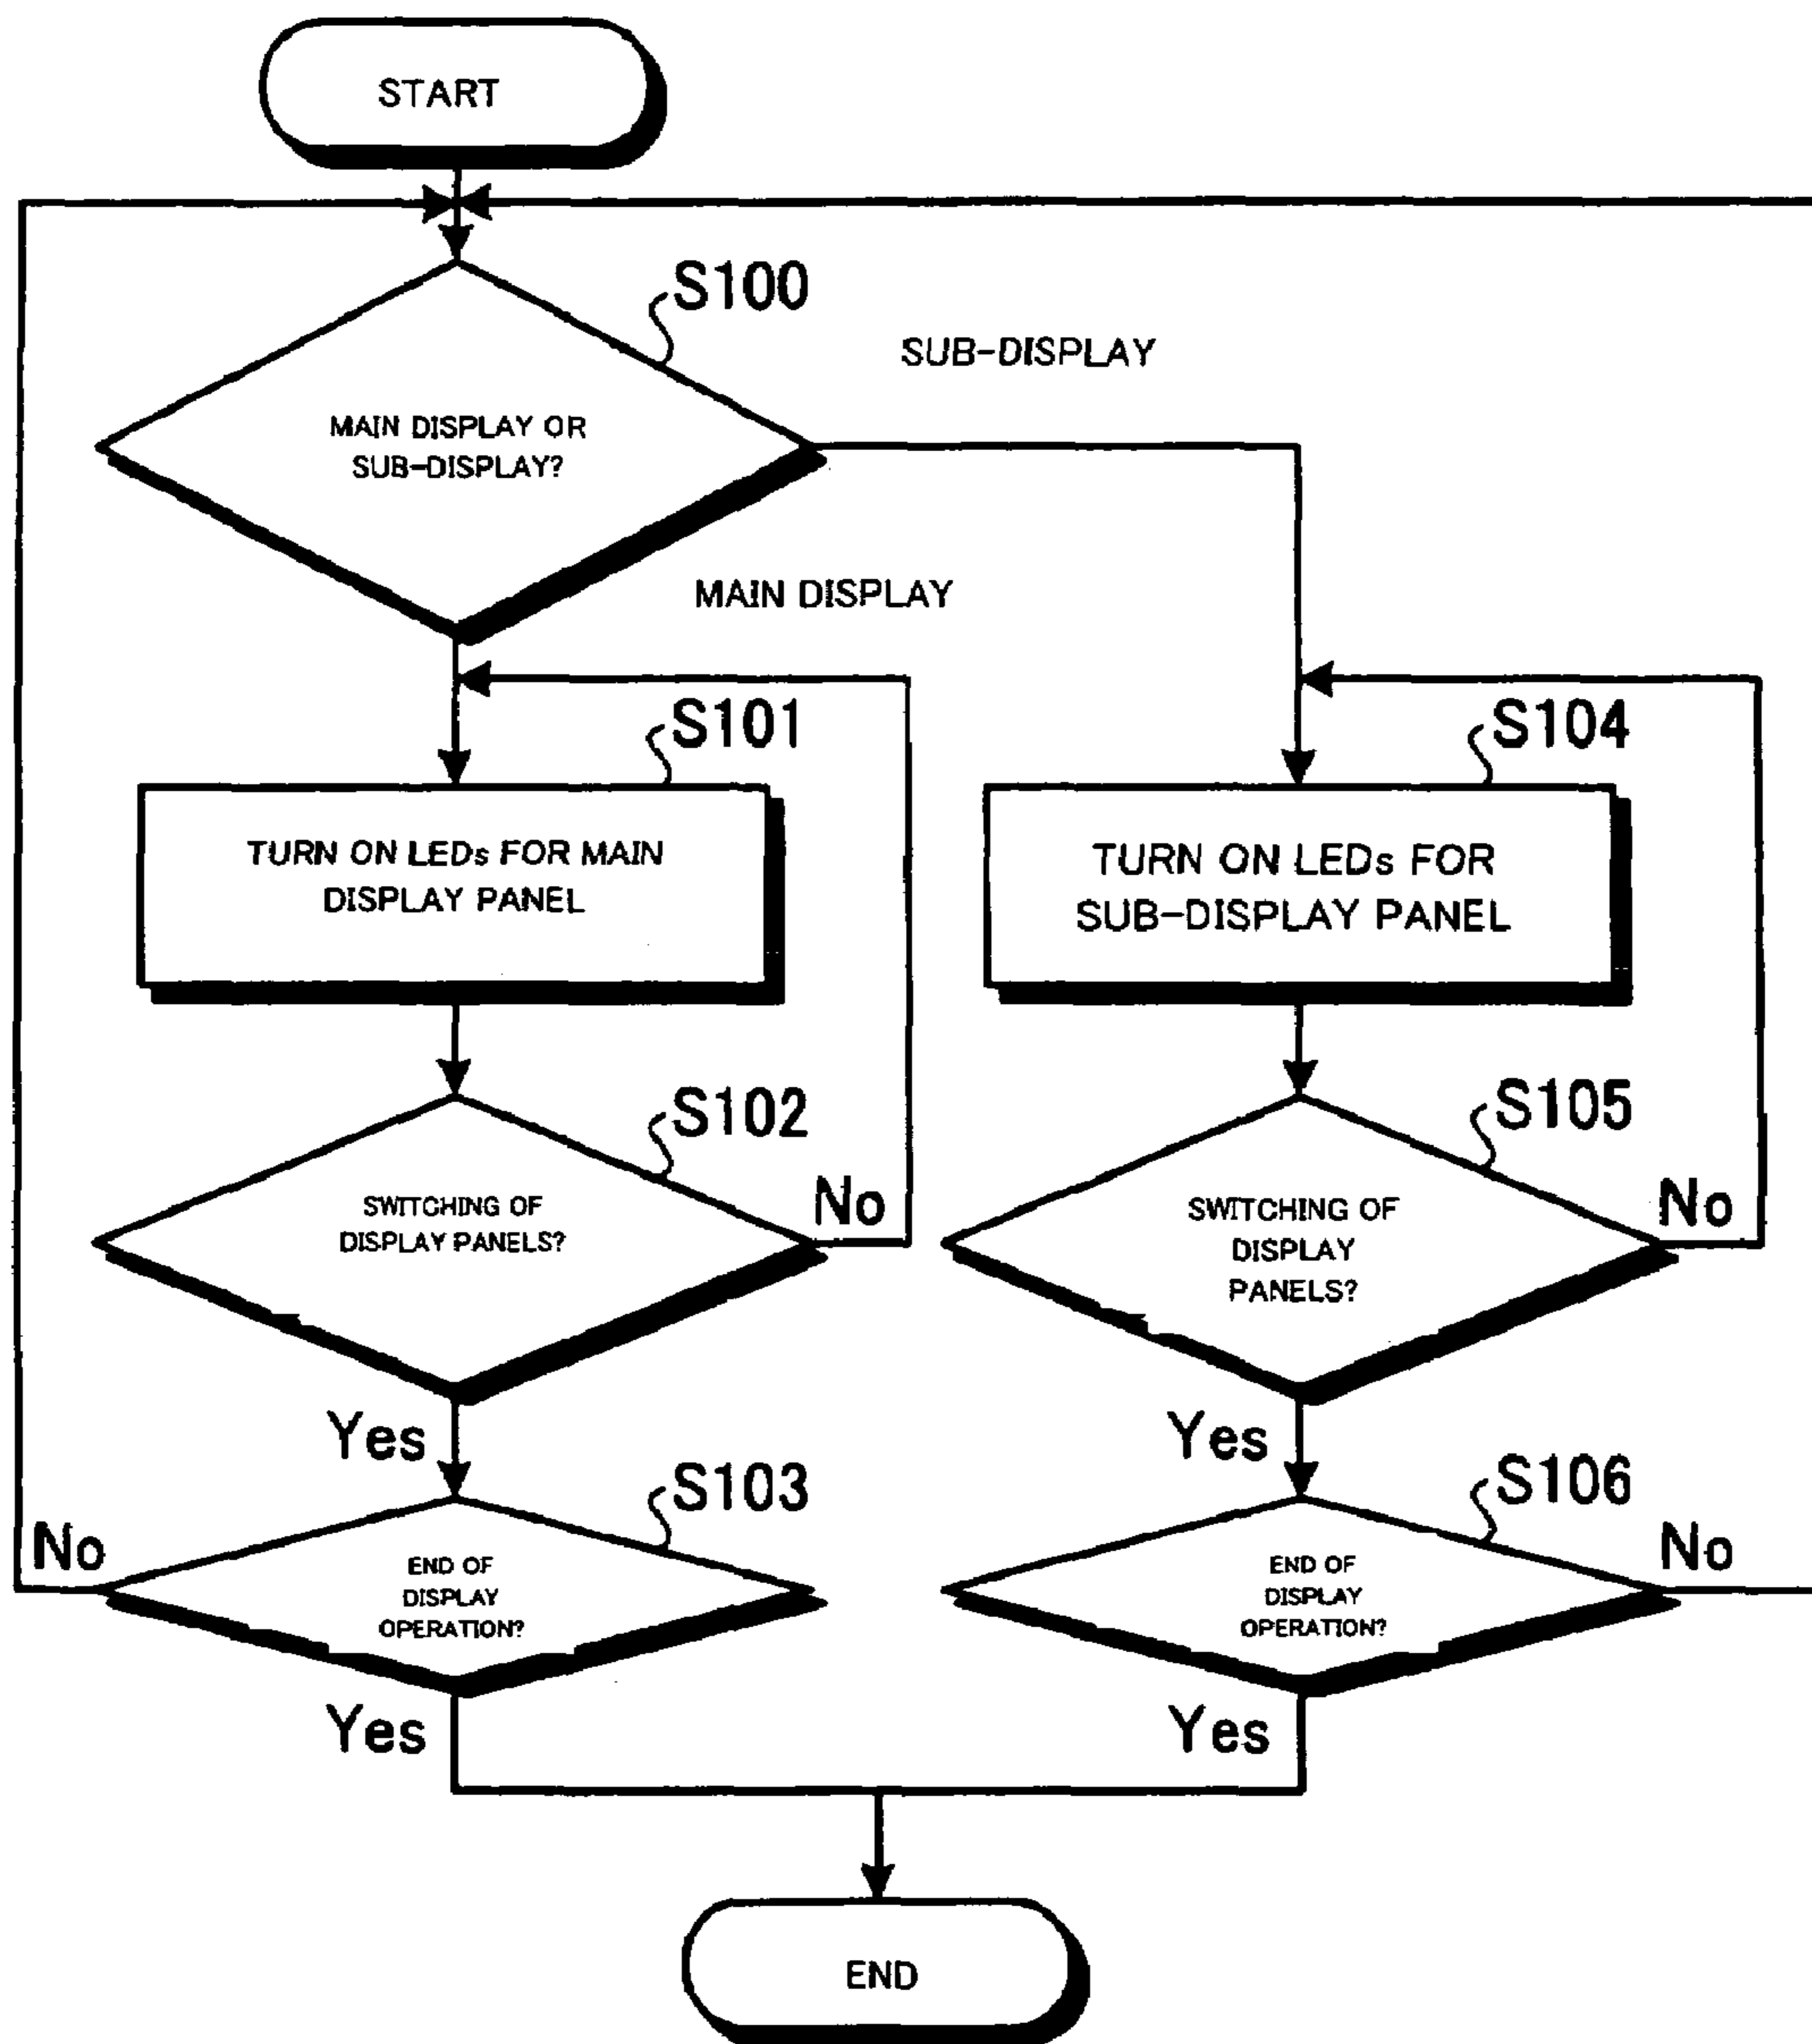 START
S100
SUB-DISPLAY
MAIN DISPLAY OR
SUB-DISPLAY?
MAIN DISPLAY
S101
S104
TURN ON LEDs FOR MAIN
DISPLAY PANEL
TURN ON LEDs FOR
SUB-DISPLAY PANEL
S102
S105
SWITCHING OF
DISPLAY PANELS?
No
SWITCHING OF
DISPLAY
PANELS?
No
Yes
Yes
S103
S106
No
END OF
DISPLAY
OPERATION?
END OF
DISPLAY
OPERATION?
No
Yes
Yes
END